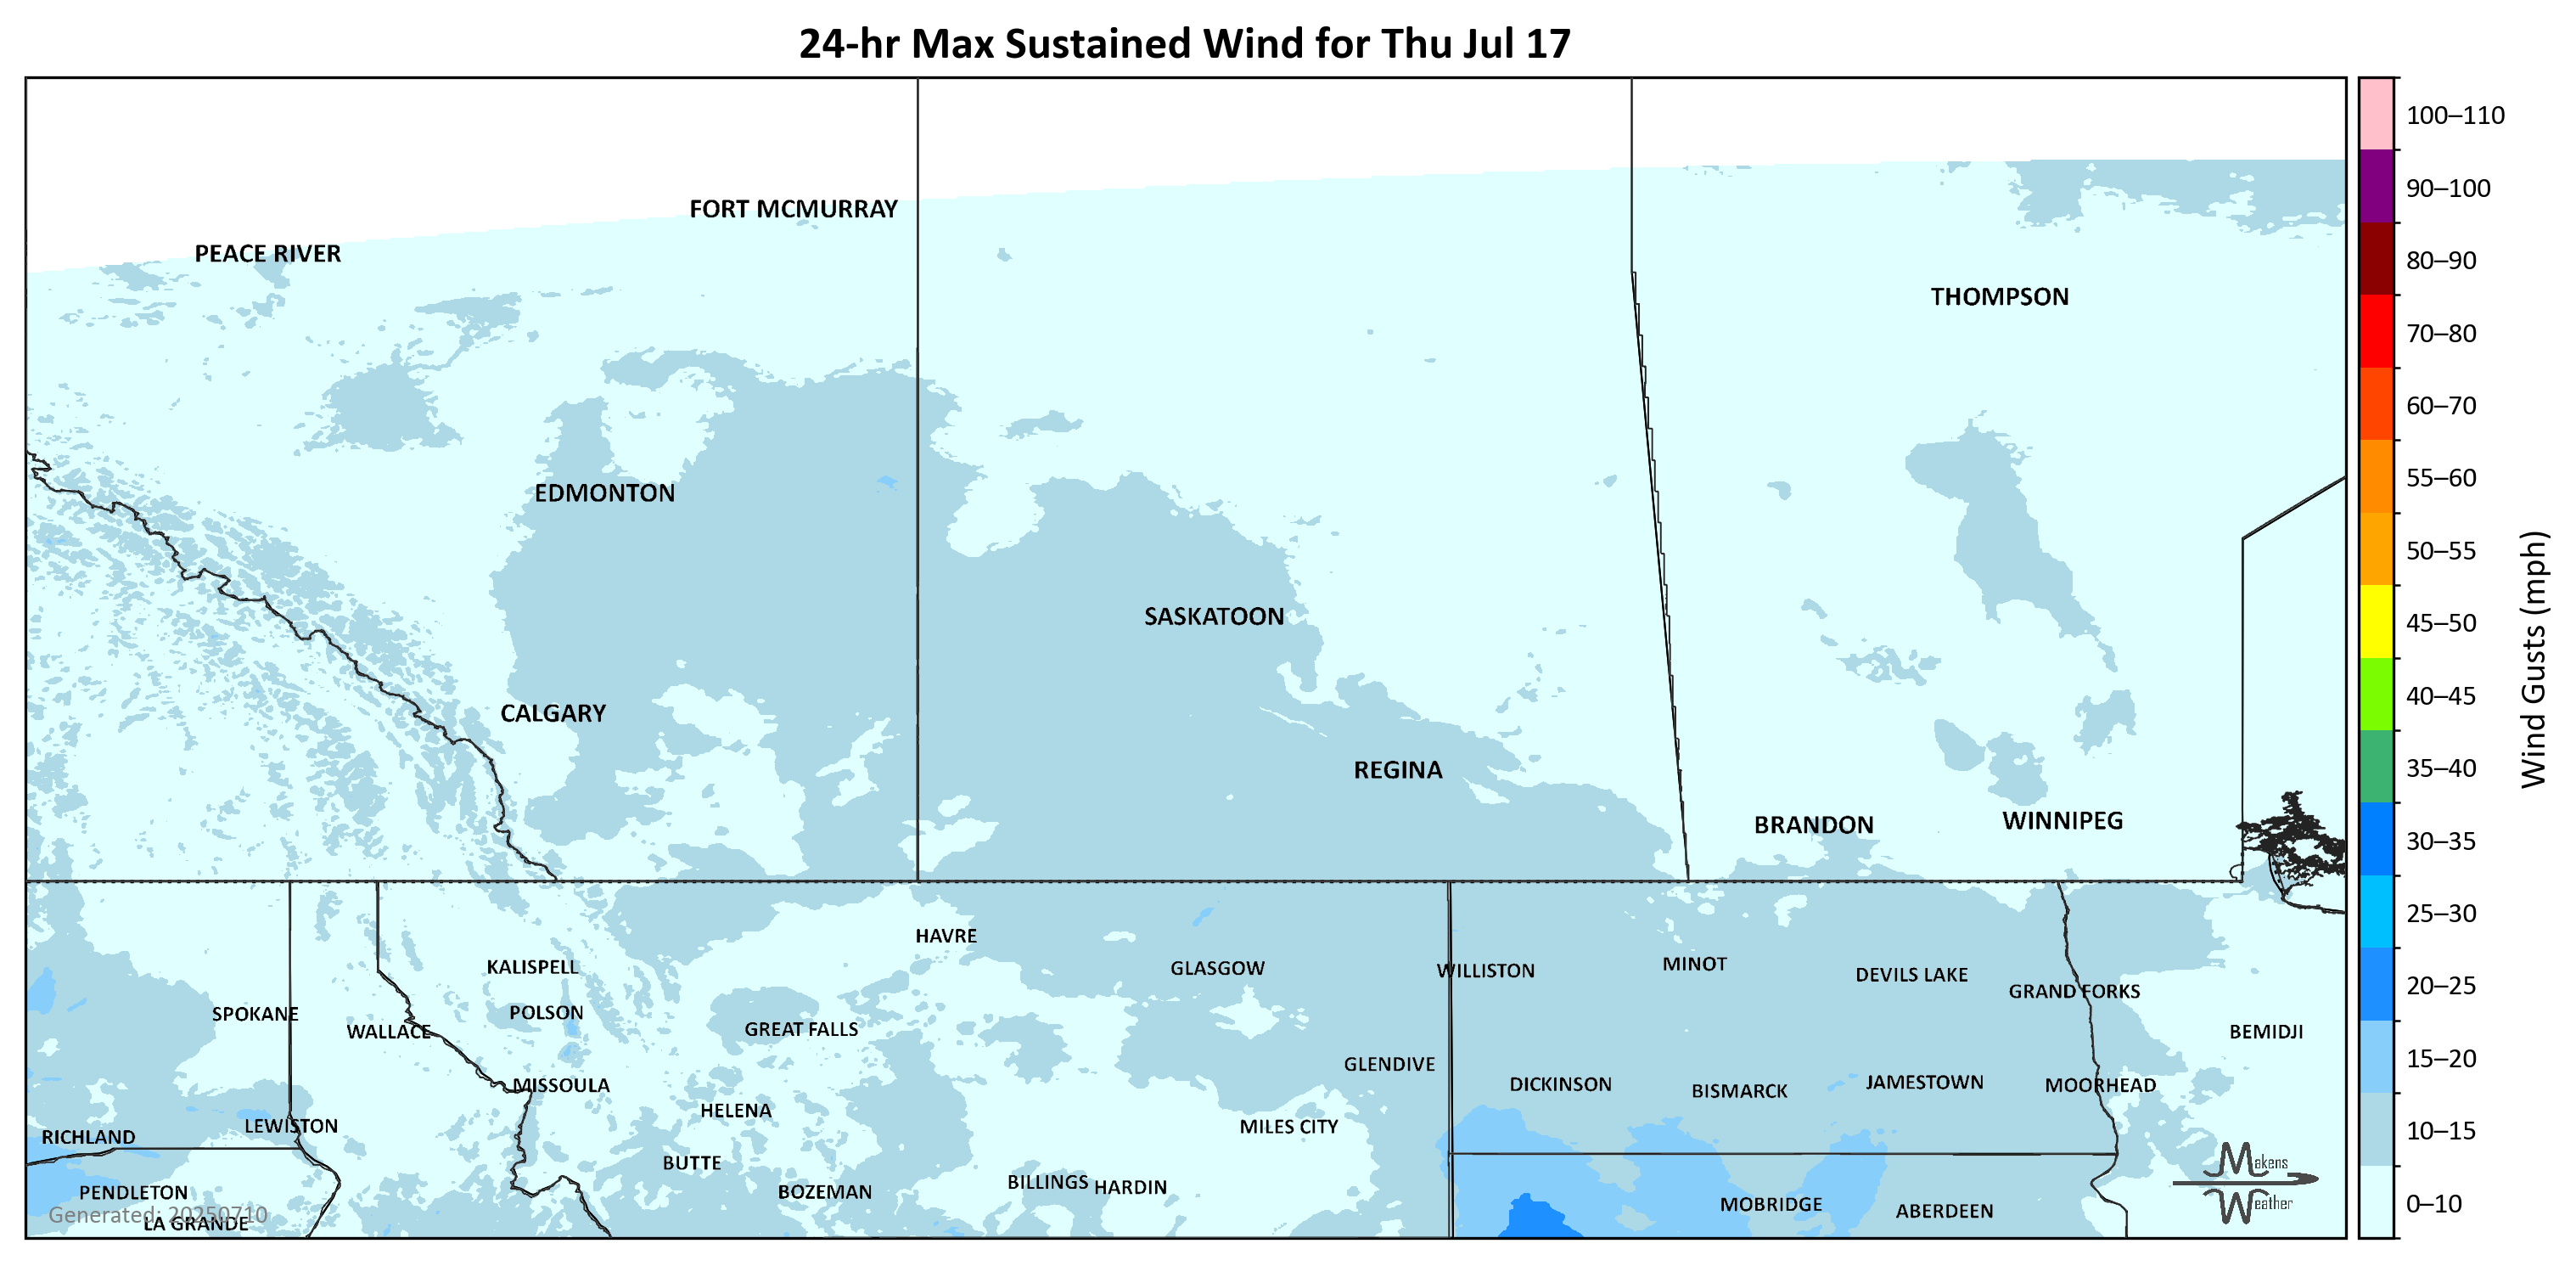 24-hr Max Sustained Wind for Thu Jul 17
FORT MCMURRAY
PEACE RIVER
THOMPSON
EDMONTON
SASKATOON
CALGARY
REGINA
BRANDON
WINNIPEG
HAVRE
KALISPELL
GLASGOW
WILLISTON
MINOT
DEVILS LAKE
GRAND FORKS
SPOKANE
POLSON
WALLACE
GREAT FALLS
BEMIDJI
GLENDIVE
MISSOULA
DICKINSON
BISMARCK
JAMESTOWN
MOORHEAD
HELENA
LEWISTON
MILES CITY
RICHLAND
BUTTE
BILLINGS
HARDIN
PENDLETON
BOZEMAN
MOBRIDGE
ABERDEEN
LA GRANDE
Generated: 20250710
Makens
Weather
100–110
90–100
80–90
70–80
60–70
55–60
50–55
45–50
40–45
35–40
30–35
25–30
20–25
15–20
10–15
0–10
Wind Gusts (mph)